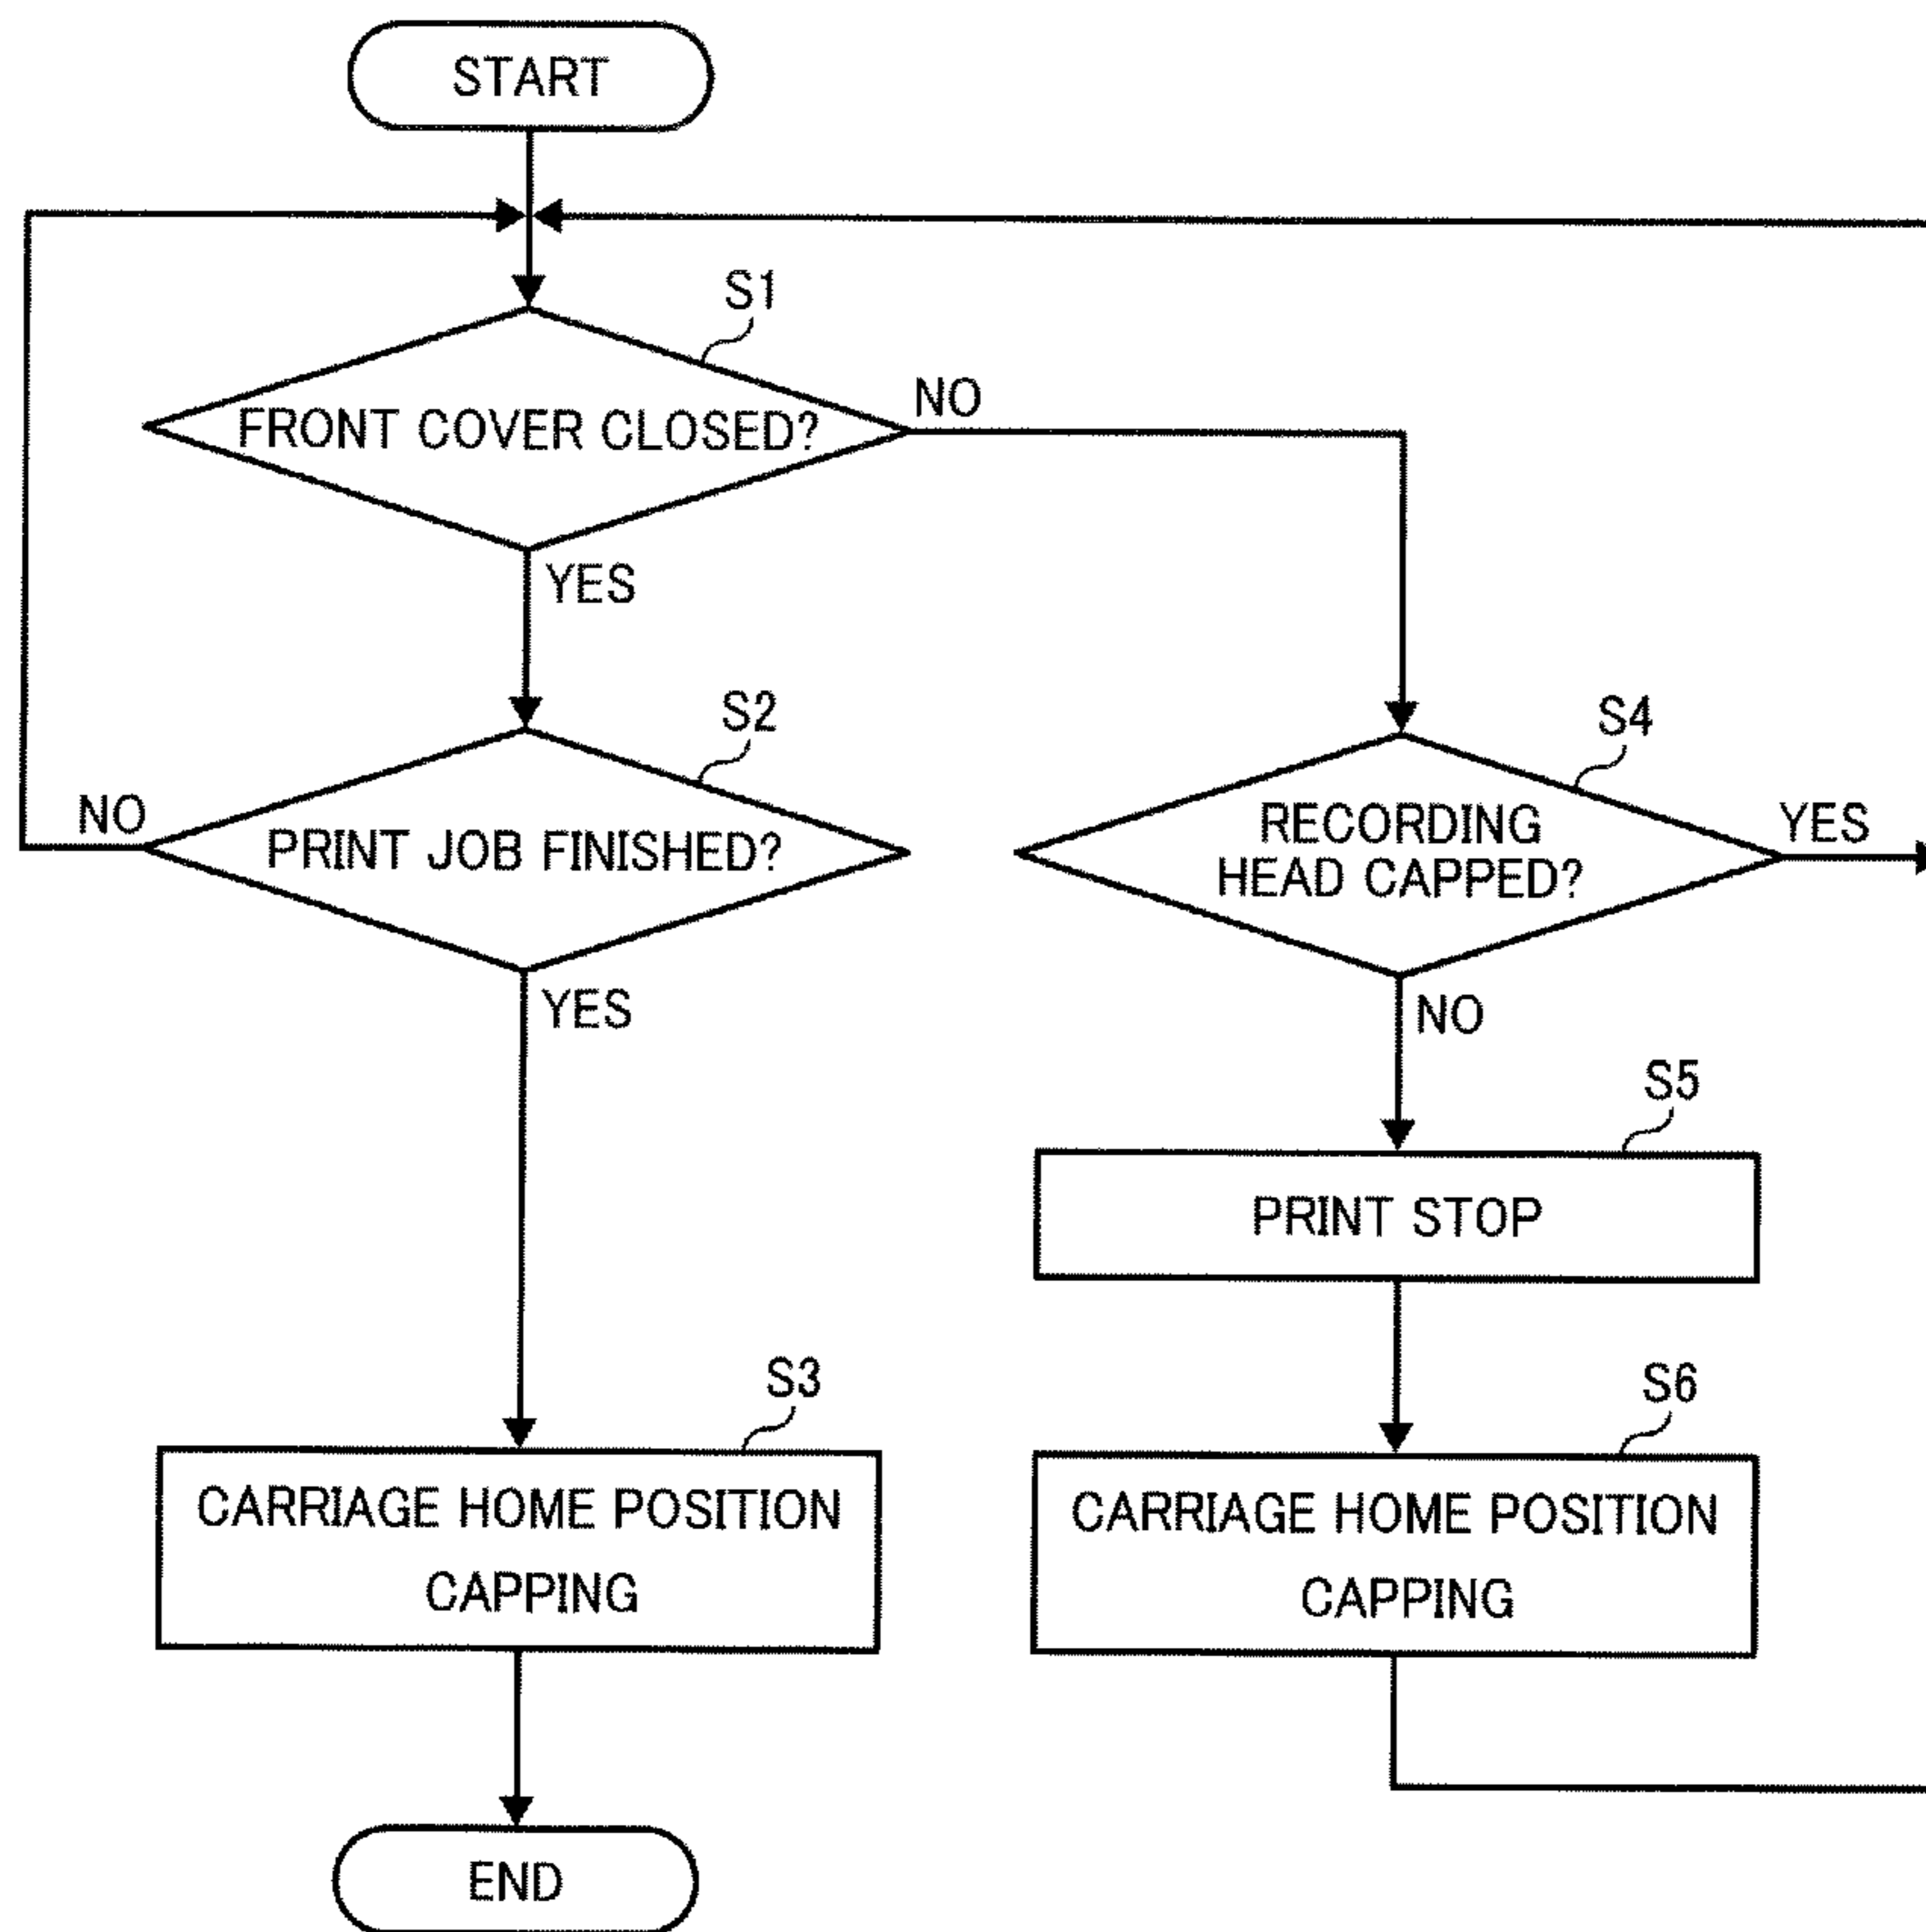 START
S1
FRONT COVER CLOSED?
NO
YES
S2
NO
PRINT JOB FINISHED?
YES
S4
RECORDING
HEAD CAPPED?
YES
NO
S5
PRINT STOP
S3
CARRIAGE HOME POSITION
CAPPING
S6
CARRIAGE HOME POSITION
CAPPING
END